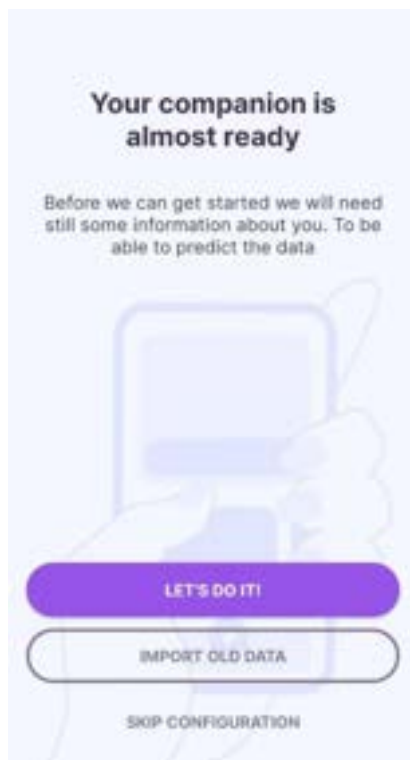 Your companion is
almost ready
Before we can get started we will need
still some information about you. To be
able to predict the data
LET'S DO IT!
IMPORT OLD DATA
SKIP CONFIGURATION